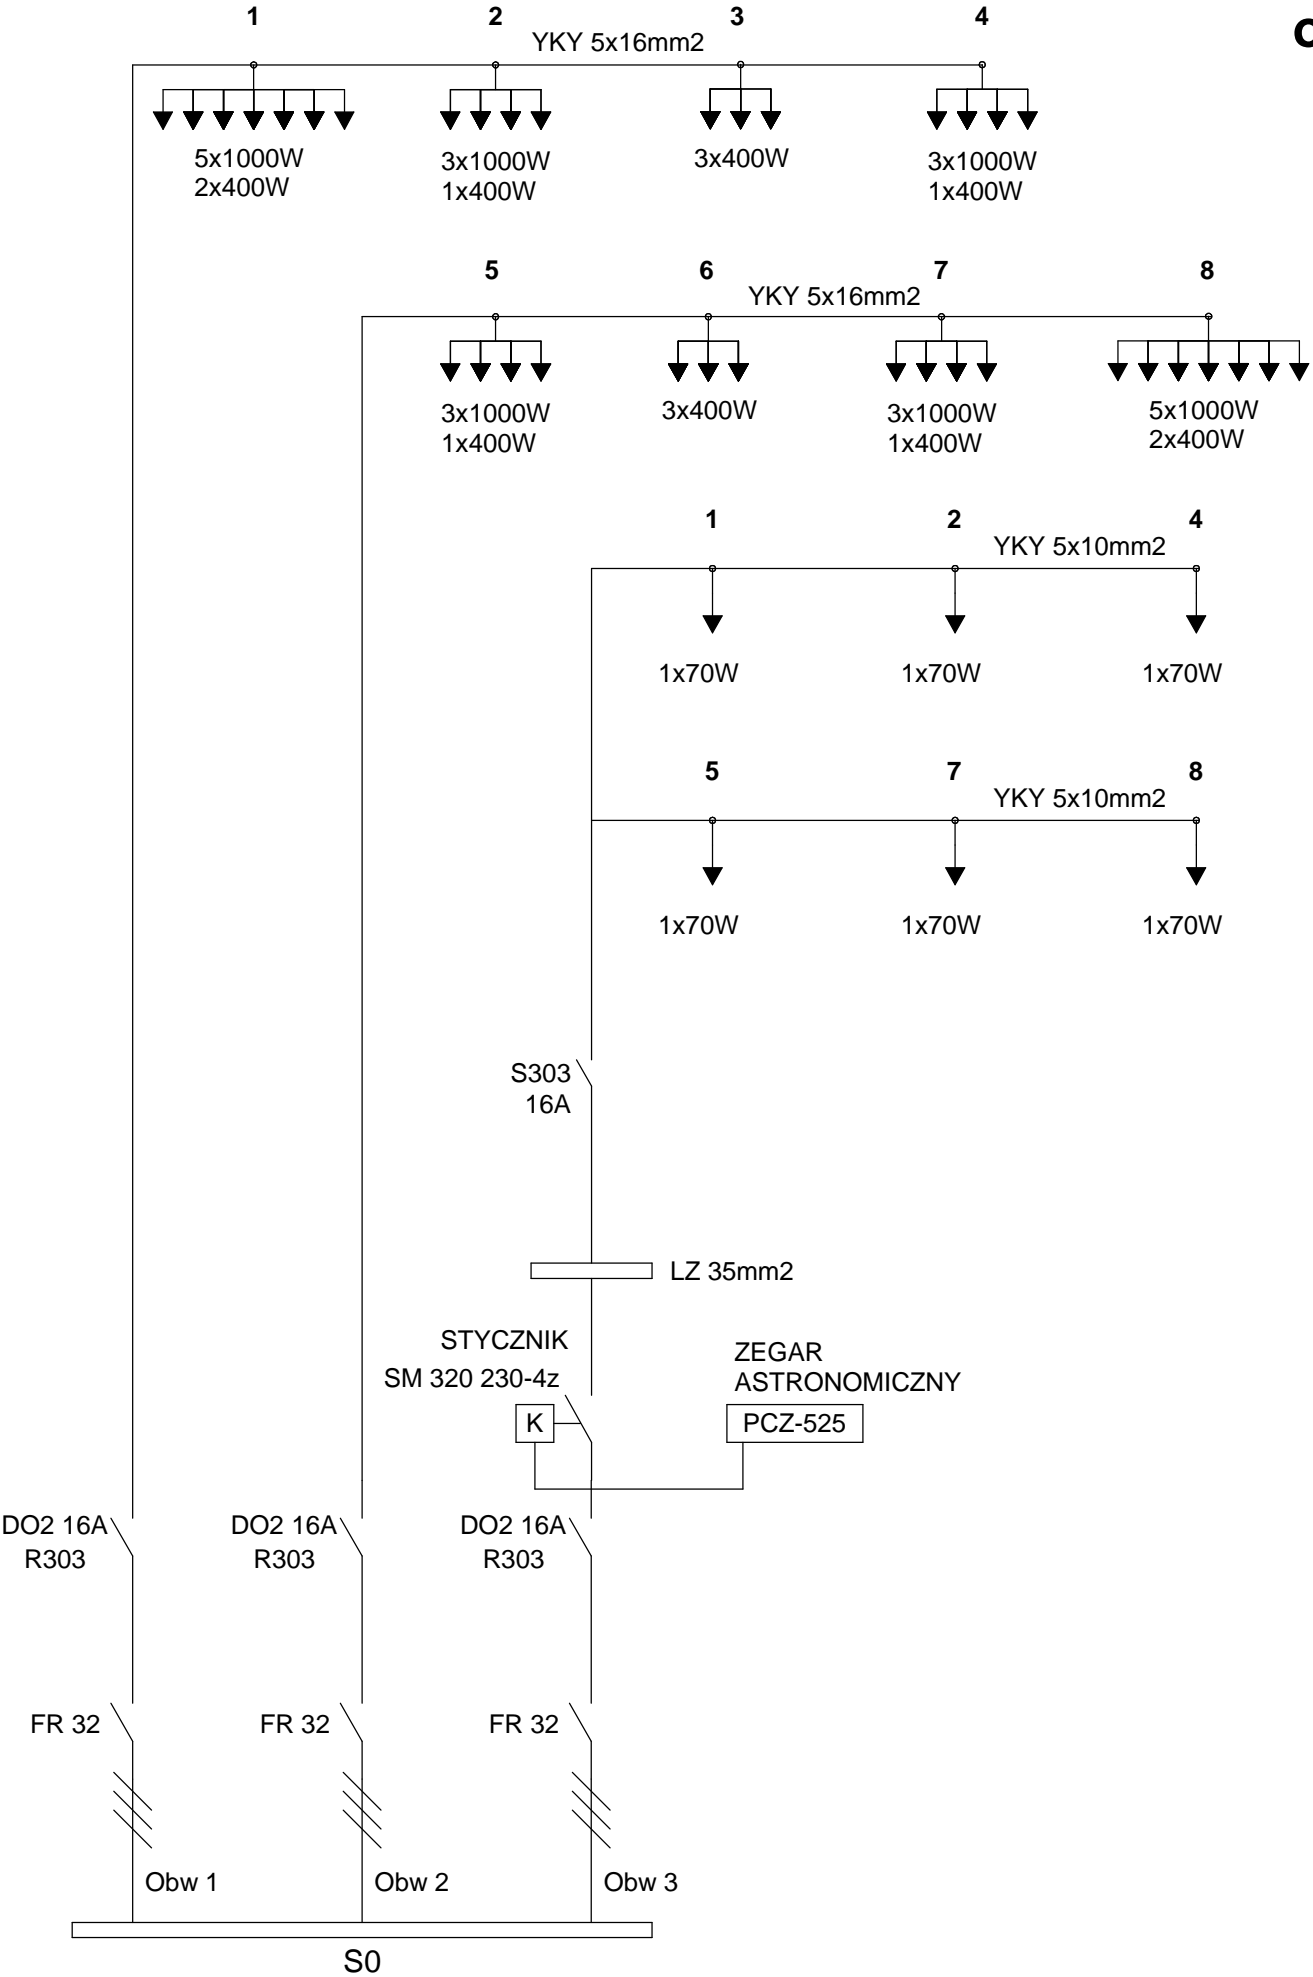 1
2
3
4
YKY 5x16mm2
5x1000W
2x400W
3x1000W
1x400W
3x400W
3x1000W
1x400W
5
6
7
8
YKY 5x16mm2
3x1000W
1x400W
3x400W
3x1000W
1x400W
5x1000W
2x400W
1
2
4
YKY 5x10mm2
1x70W
1x70W
1x70W
5
7
8
YKY 5x10mm2
1x70W
1x70W
1x70W
S303
16A
LZ 35mm2
STYCZNIK
SM 320 230-4z
K
ZEGAR
ASTRONOMICZNY
PCZ-525
DO2 16A
R303
DO2 16A
R303
DO2 16A
R303
FR 32
FR 32
FR 32
Obw 1
Obw 2
Obw 3
S0